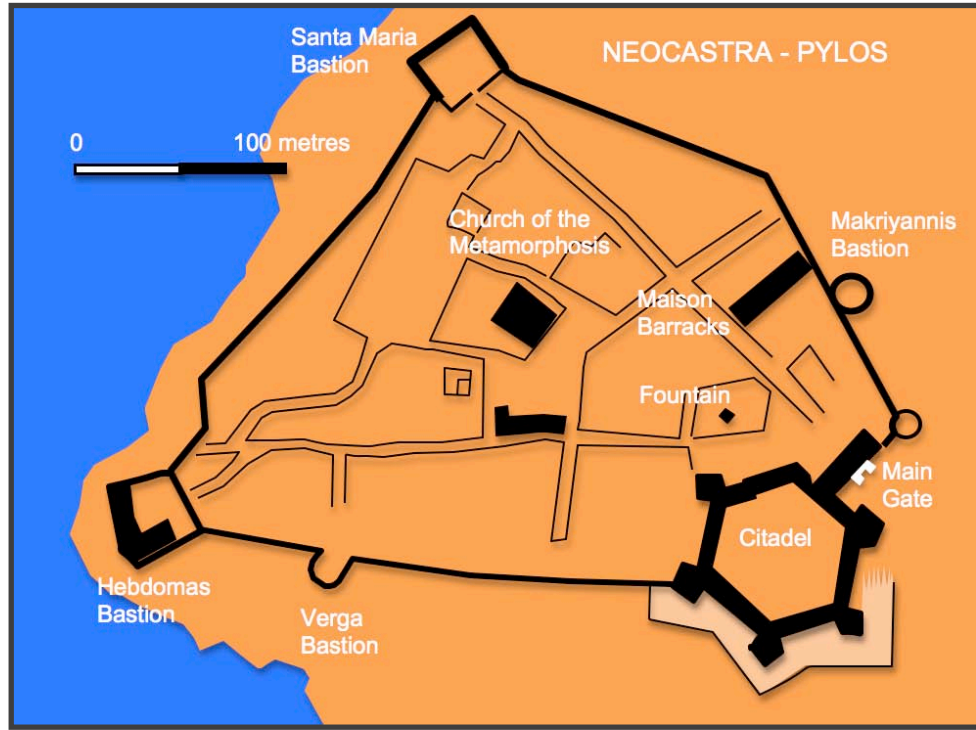 NEOCASTRA - PYLOS
Santa Maria
Bastion
0 100 metres
Church of the
Metamorphosis
Makriyannis
Bastion
Maison
Barracks
Fountain
Main
Gate
Citadel
Hebdomas
Bastion
Verga
Bastion